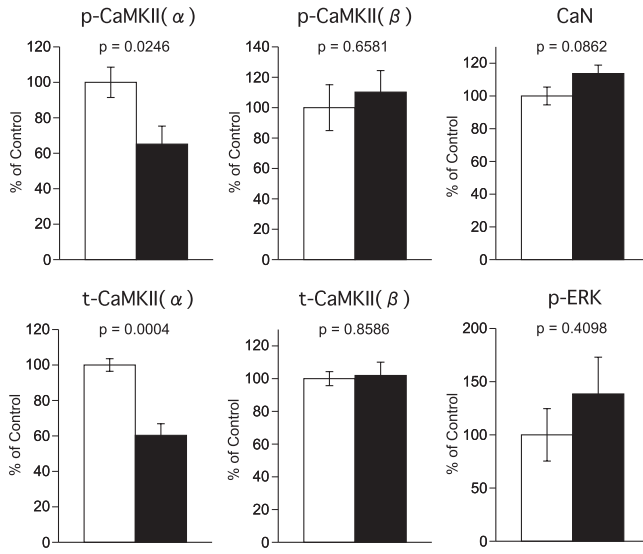 p-CaMKII( α )
p = 0.0246
% of Control
120
100
80
60
40
20
0
p-CaMKII( β )
p = 0.6581
% of Control
140
120
100
80
60
40
20
0
CaN
p = 0.0862
% of Control
120
100
80
60
40
20
0
t-CaMKII( α )
p = 0.0004
% of Control
120
100
80
60
40
20
0
t-CaMKII( β )
p = 0.8586
% of Control
120
100
80
60
40
20
0
p-ERK
p = 0.4098
% of Control
200
150
100
50
0